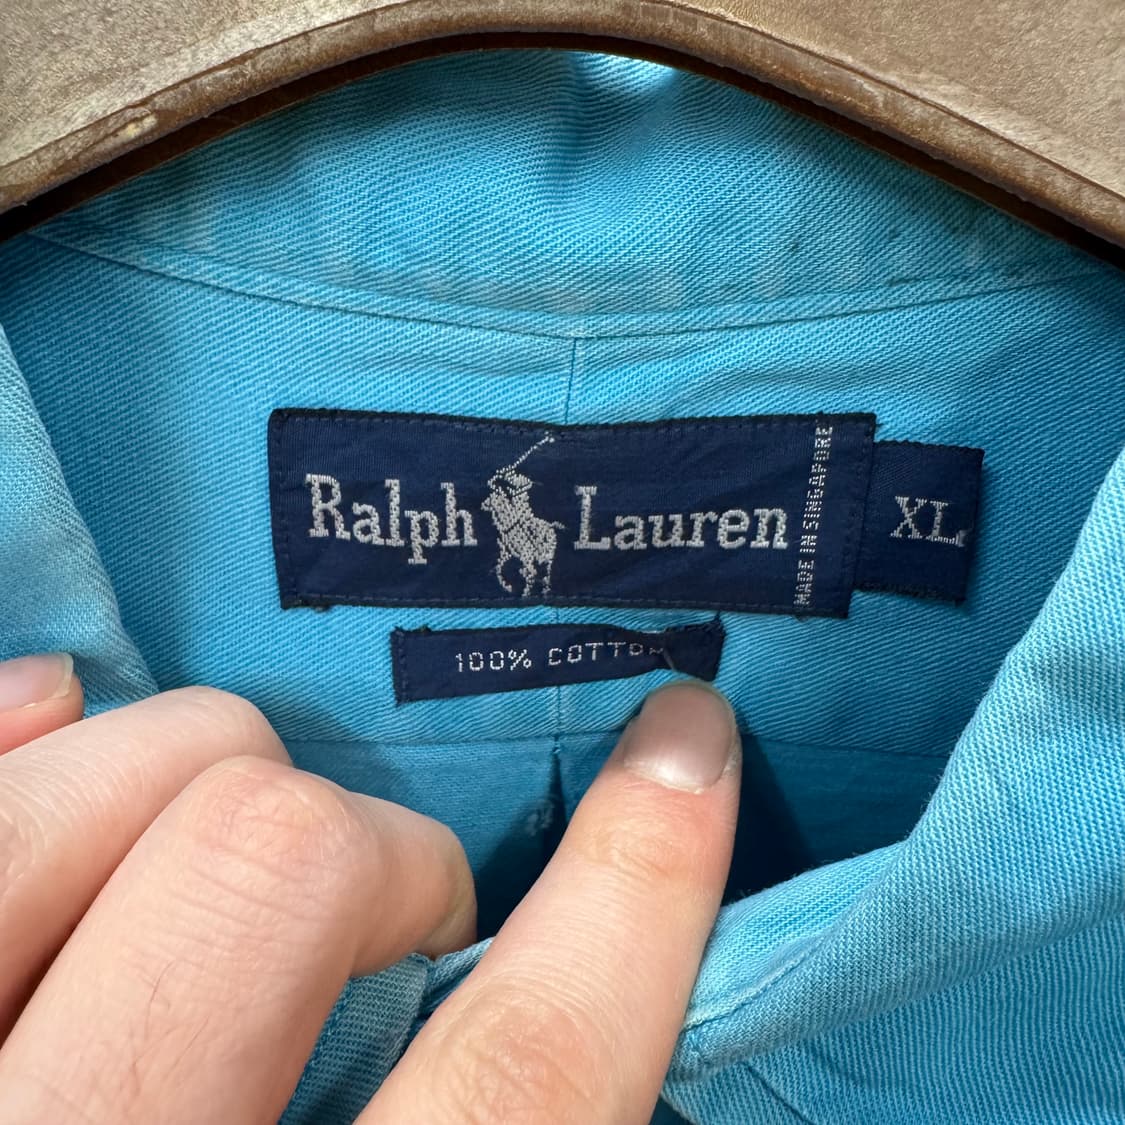 Ralph Lauren
MADE IN SINGAPORE
XL
100% COTTON